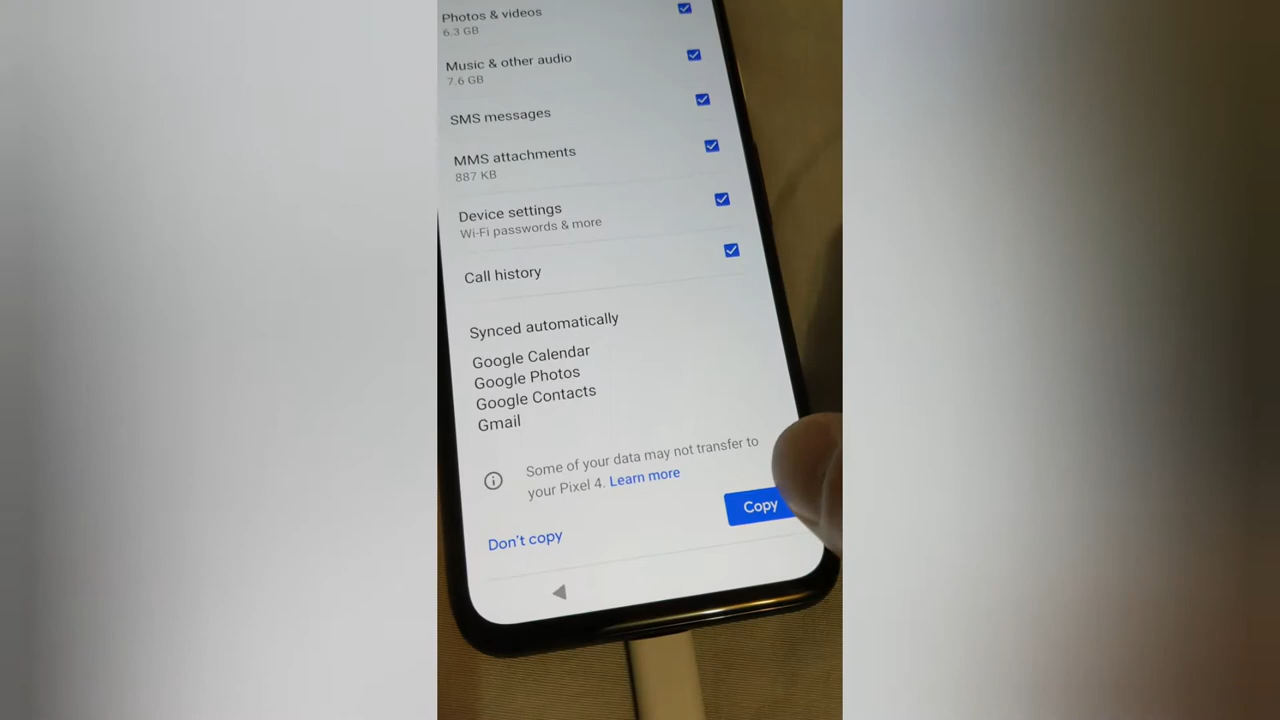 Photos & videos
6.3 GB
Music & other audio
7.6 GB
SMS messages
MMS attachments
887 KB
Device settings
Wi-Fi passwords & more
Call history
Synced automatically
Google Calendar
Google Photos
Google Contacts
Gmail
Some of your data may not transfer to
your Pixel 4. Learn more
Copy
Don't copy